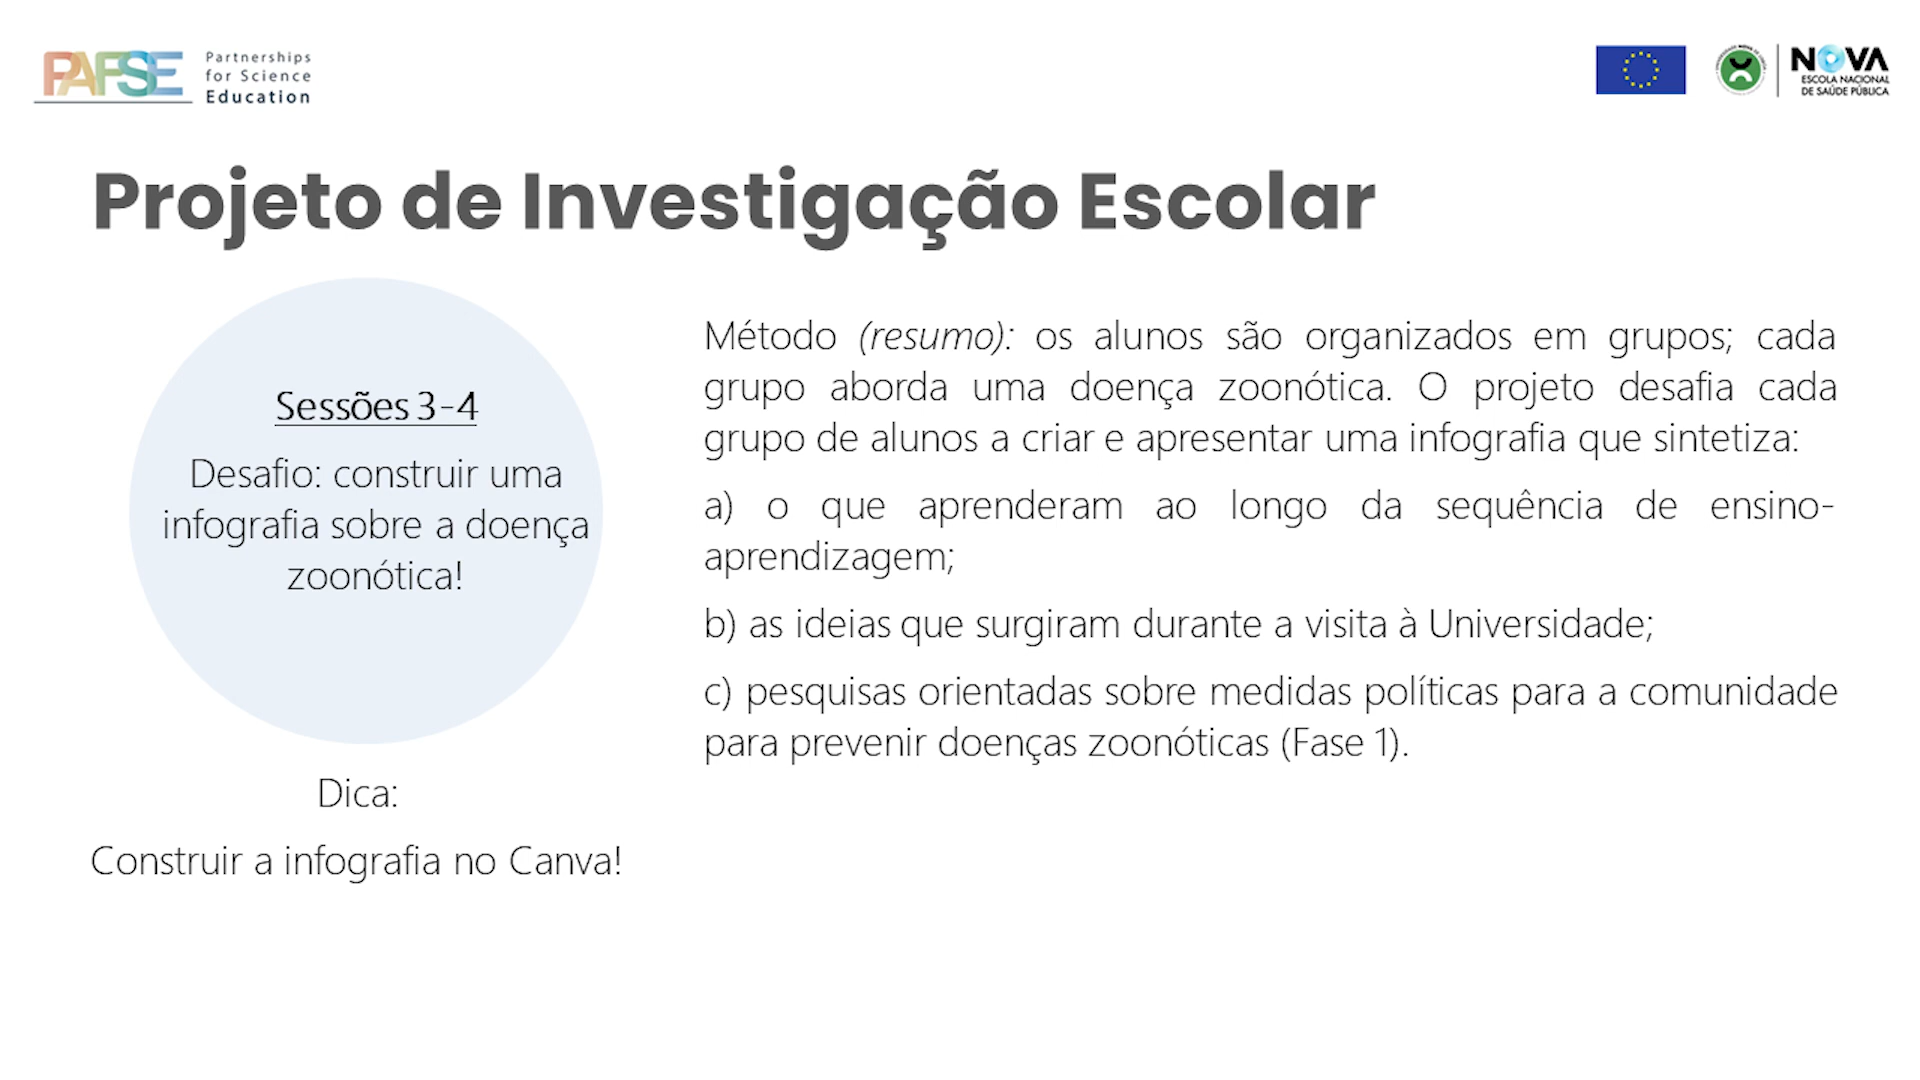 PAFSE
Partnerships
for Science
Education
NOVA
ESCOLA NACIONAL
DE SAÚDE PÚBLICA
Projeto de Investigação Escolar
Sessões 3-4
Desafio: construir uma
infografia sobre a doença
zoonótica!
Dica:
Construir a infografia no Canva!
Método (resumo): os alunos são organizados em grupos; cada
grupo aborda uma doença zoonótica. O projeto desafia cada
grupo de alunos a criar e apresentar uma infografia que sintetiza:
a) o que aprenderam ao longo da sequência de ensino-
aprendizagem;
b) as ideias que surgiram durante a visita à Universidade;
c) pesquisas orientadas sobre medidas políticas para a comunidade
para prevenir doenças zoonóticas (Fase 1).